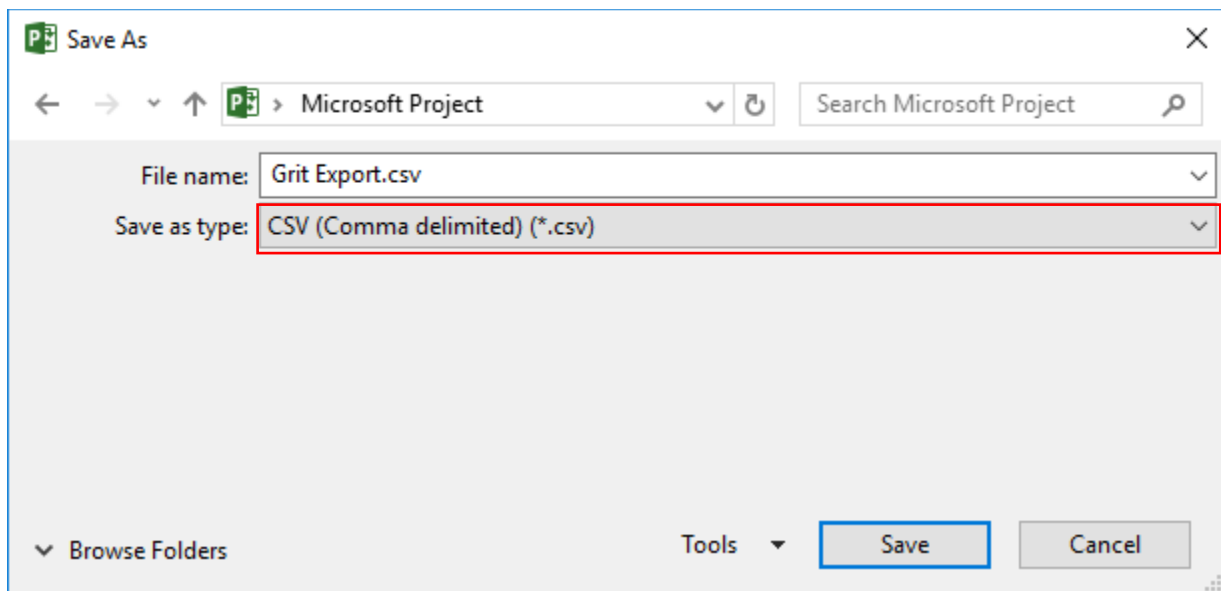 Save As
Microsoft Project
Search Microsoft Project
File name: Grit Export.csv
Save as type: CSV (Comma delimited) (*.csv)
Browse Folders
Tools
Save
Cancel